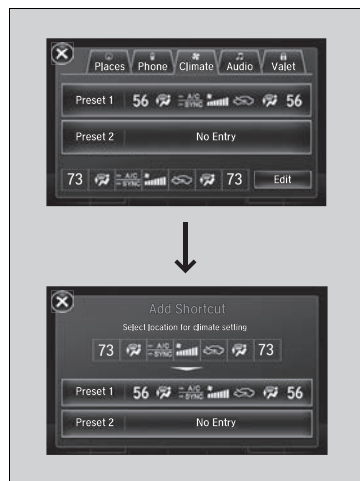 Places Phone Climate Audio Valet
Preset 1 56 A/C SYNC 56
Preset 2 No Entry
73 A/C SYNC 73 Edit
Add Shortcut
Select location for climate setting
73 A/C SYNC 73
Preset 1 56 A/C SYNC 56
Preset 2 No Entry